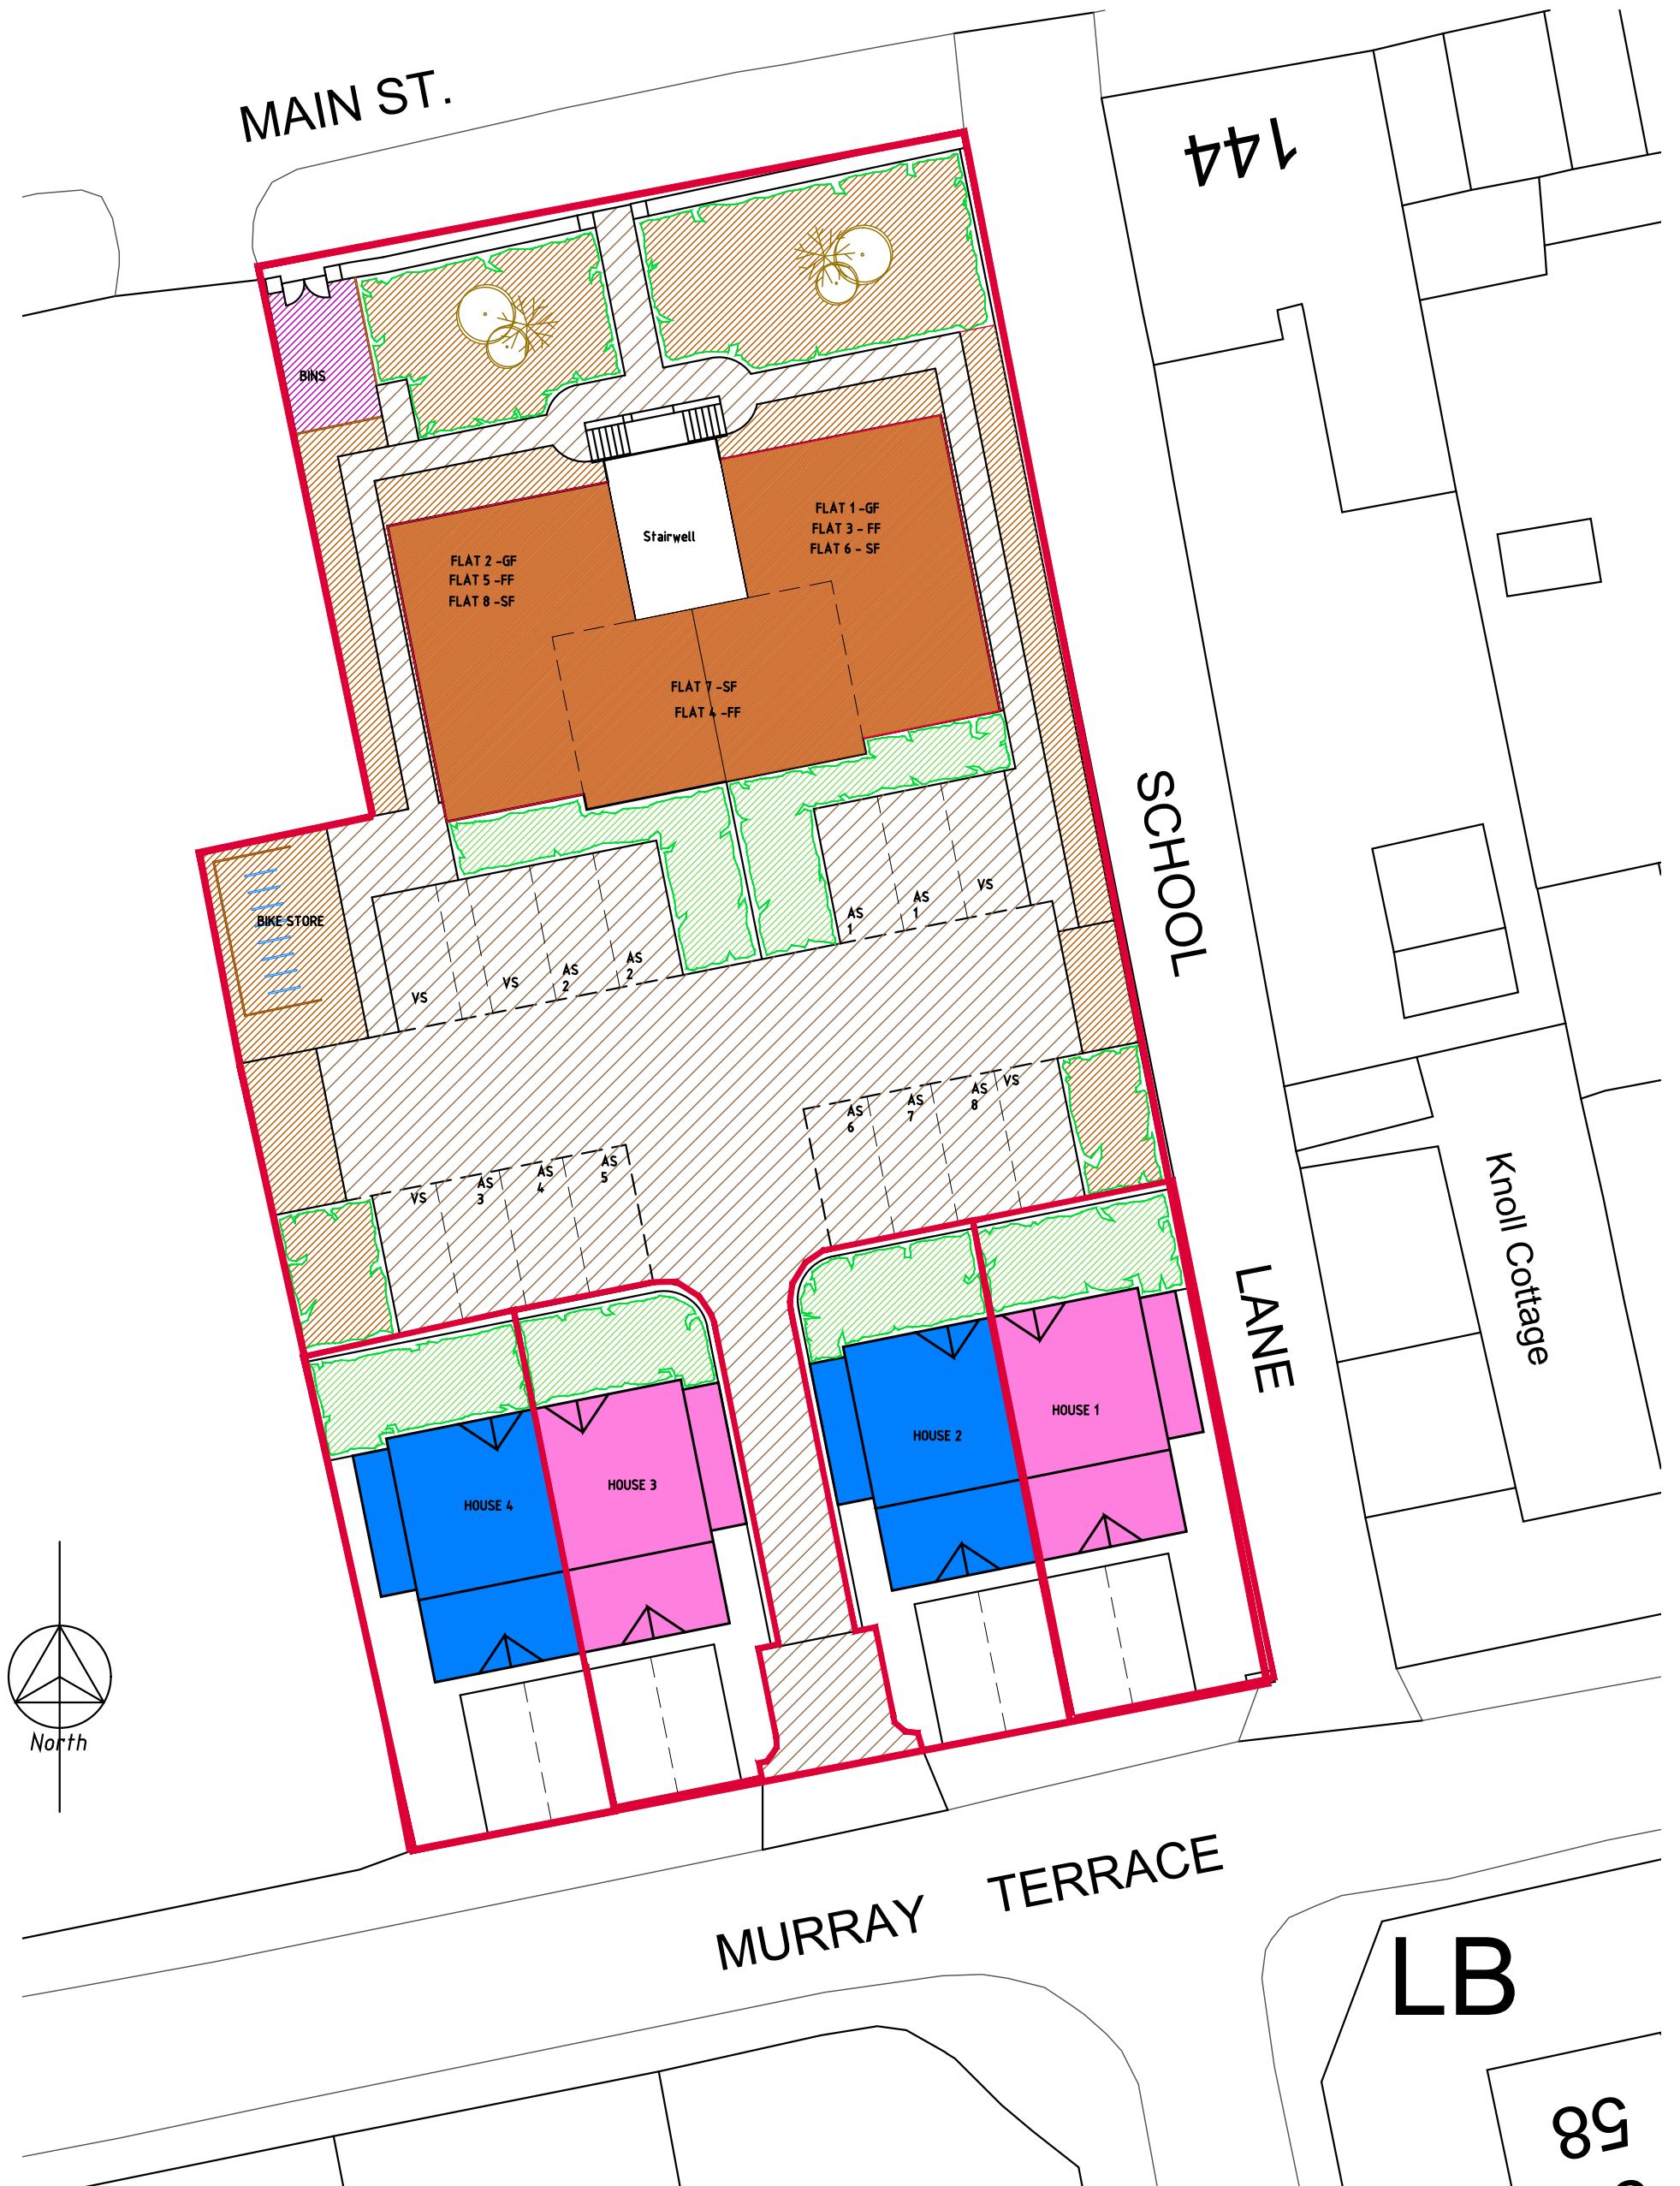 MAIN ST.
144
BINS
FLAT 1 -GF
FLAT 3 - FF
FLAT 6 - SF
Stairwell
FLAT 2 -GF
FLAT 5 -FF
FLAT 8 -SF
FLAT 7 -SF
FLAT 4 -FF
SCHOOL
LANE
BIKE STORE
VS
VS
AS
2
AS
2
AS
1
AS
1
VS
VS
AS
3
AS
4
AS
5
AS
6
AS
7
AS
8
VS
Knoll Cottage
HOUSE 1
HOUSE 2
HOUSE 3
HOUSE 4
North
MURRAY TERRACE
LB
58